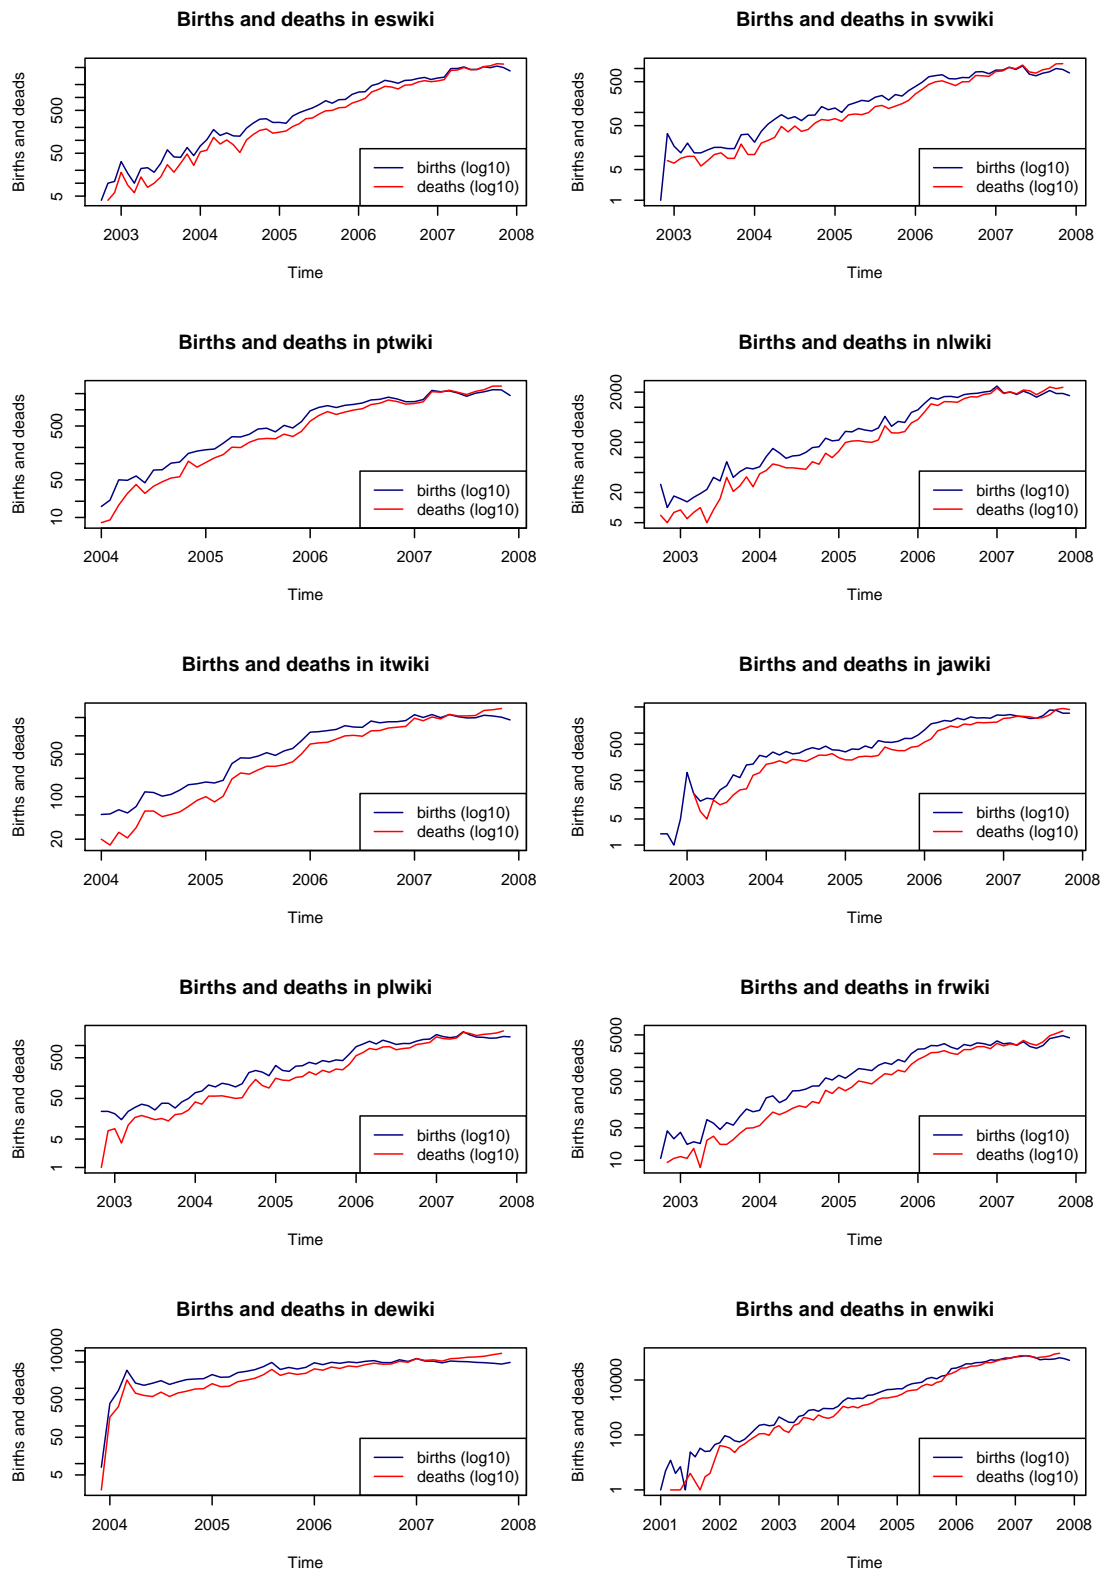 Births and deaths in eswiki
Births and deads
500
50
5
births (log10)
deaths (log10)
2003 2004 2005 2006 2007 2008
Time
Births and deaths in svwiki
Births and deads
500
50
5
1
births (log10)
deaths (log10)
2003 2004 2005 2006 2007 2008
Time
Births and deaths in ptwiki
Births and deads
500
50
10
births (log10)
deaths (log10)
2004 2005 2006 2007 2008
Time
Births and deaths in nlwiki
Births and deads
2000
200
20
5
births (log10)
deaths (log10)
2003 2004 2005 2006 2007 2008
Time
Births and deaths in itwiki
Births and deads
500
100
20
births (log10)
deaths (log10)
2004 2005 2006 2007 2008
Time
Births and deaths in jawiki
Births and deads
500
50
5
1
births (log10)
deaths (log10)
2003 2004 2005 2006 2007 2008
Time
Births and deaths in plwiki
Births and deads
500
50
5
1
births (log10)
deaths (log10)
2003 2004 2005 2006 2007 2008
Time
Births and deaths in frwiki
Births and deads
5000
500
50
10
births (log10)
deaths (log10)
2003 2004 2005 2006 2007 2008
Time
Births and deaths in dewiki
Births and deads
10000
500
50
5
births (log10)
deaths (log10)
2004 2005 2006 2007 2008
Time
Births and deaths in enwiki
Births and deads
10000
100
1
births (log10)
deaths (log10)
2001 2002 2003 2004 2005 2006 2007 2008
Time